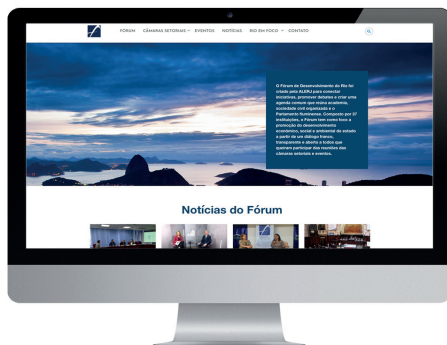 f
FÓRUM CÂMARAS SETORIAIS EVENTOS NOTÍCIAS RIO EM FOCO CONTATO
O Fórum de Desenvolvimento do Rio foi
criado pela ALERJ para conectar
iniciativas, promover debates e criar uma
agenda comum que reúna academia,
sociedade civil organizada e o
Parlamento fluminense. Composto por 37
instituições, o Fórum tem como foco a
promoção do desenvolvimento
econômico, social e ambiental do estado
a partir de um diálogo franco,
transparente e aberto a todos que
queiram participar das reuniões das
câmaras setoriais e eventos.
Notícias do Fórum